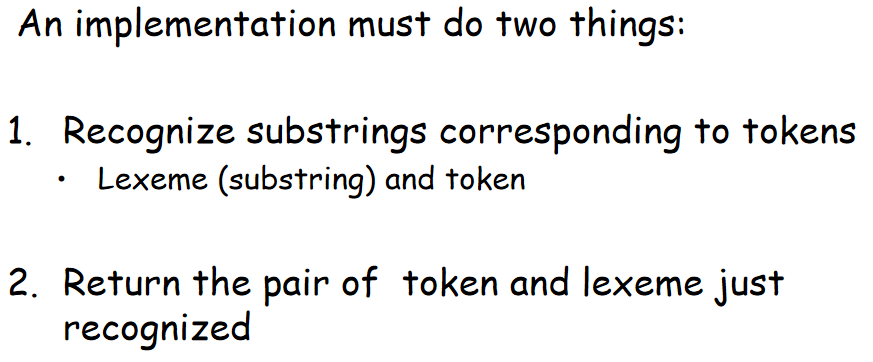 An implementation must do two things:
1. Recognize substrings corresponding to tokens
• Lexeme (substring) and token
2. Return the pair of token and lexeme just
recognized